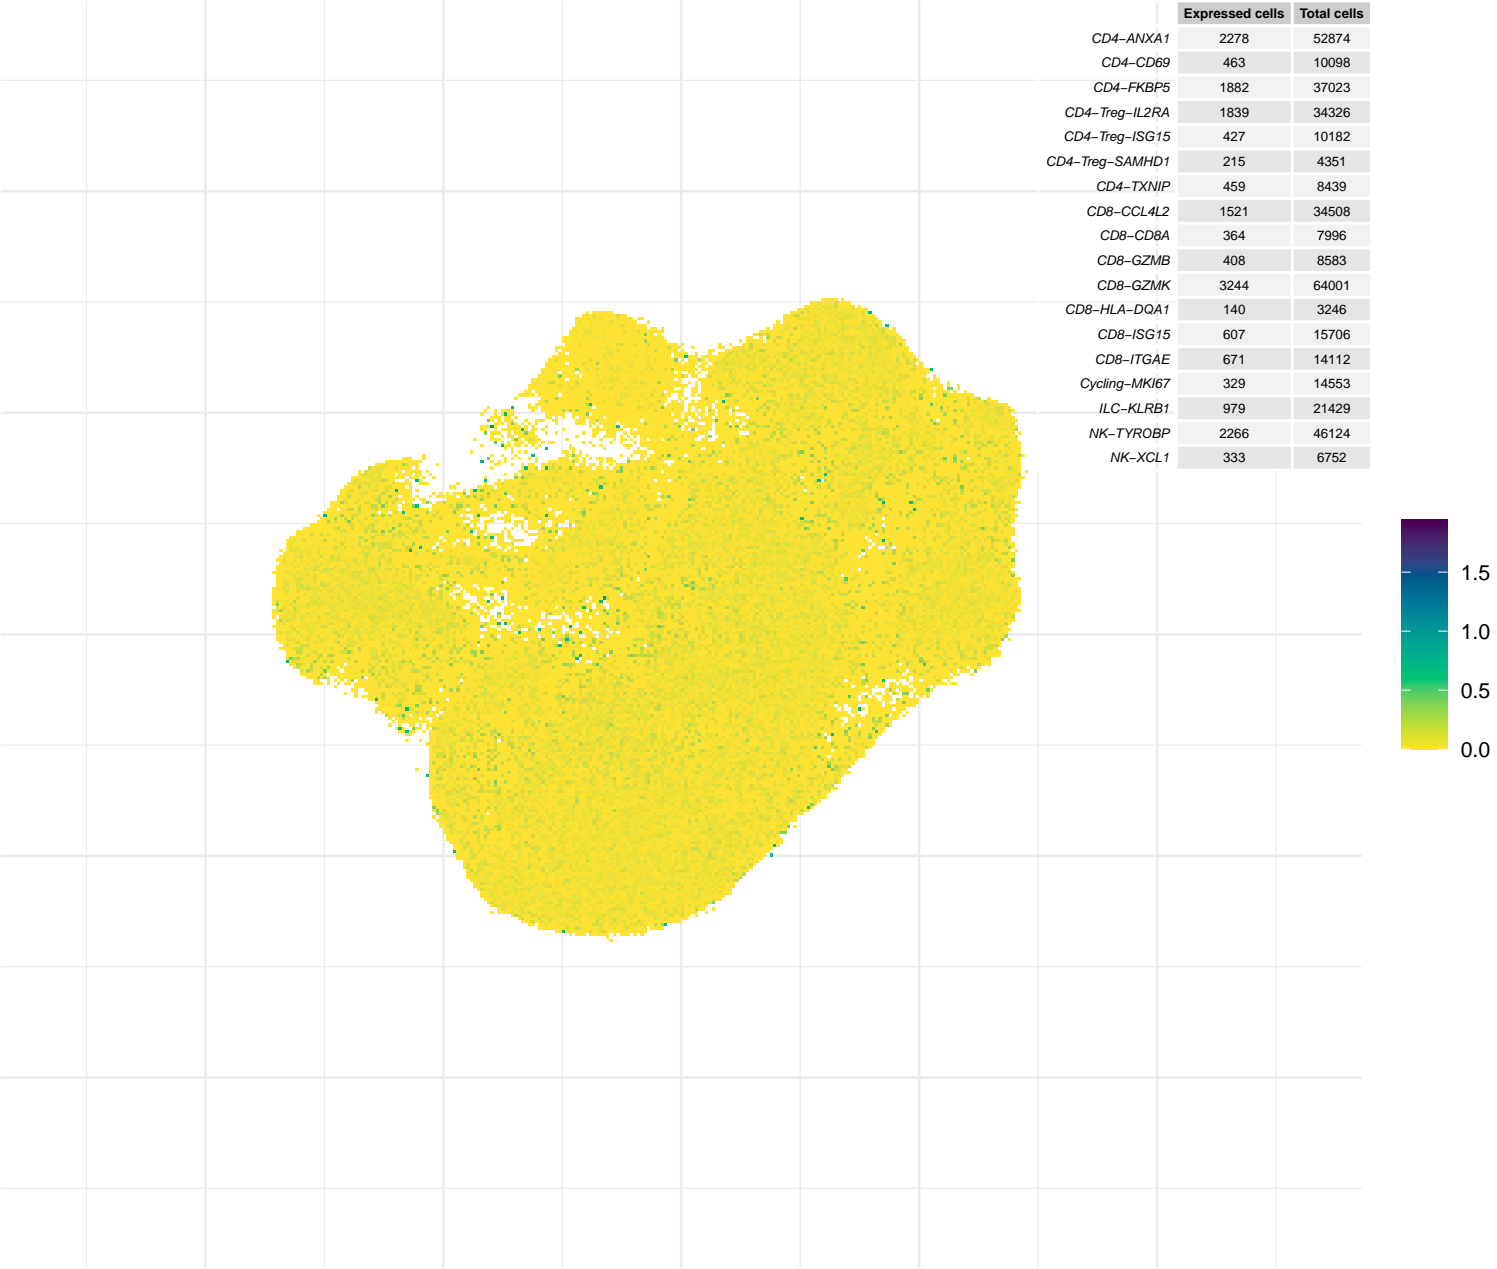 Expressed cells Total cells
CD4−ANXA1 2278 52874
CD4−CD69 463 10098
CD4−FKBP5 1882 37023
CD4−Treg−IL2RA 1839 34326
CD4−Treg−ISG15 427 10182
CD4−Treg−SAMHD1 215 4351
CD4−TXNIP 459 8439
CD8−CCL4L2 1521 34508
CD8−CD8A 364 7996
CD8−GZMB 408 8583
CD8−GZMK 3244 64001
CD8−HLA−DQA1 140 3246
CD8−ISG15 607 15706
CD8−ITGAE 671 14112
Cycling−MKI67 329 14553
ILC−KLRB1 979 21429
NK−TYROBP 2266 46124
NK−XCL1 333 6752
1.5
1.0
0.5
0.0